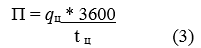 П = qц * 3600
tц (3)